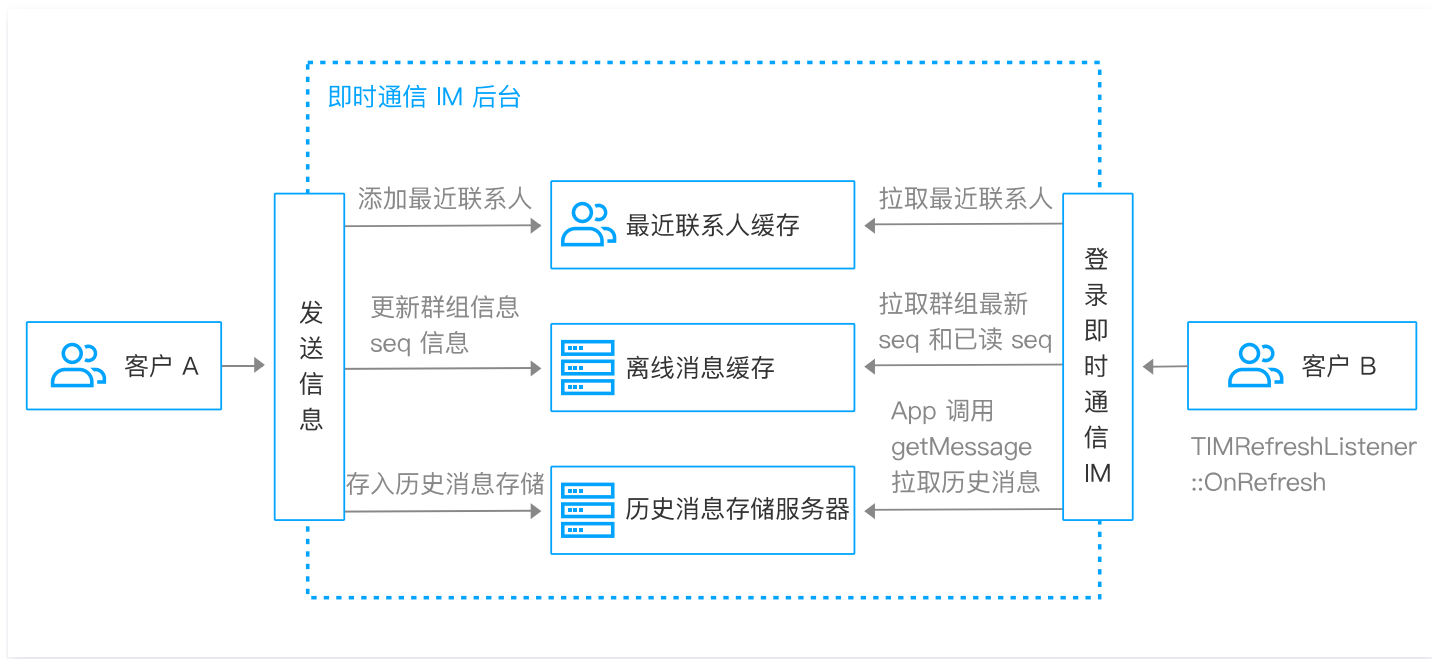 即时通信 IM 后台
添加最近联系人
最近联系人缓存
拉取最近联系人
客户 A
发送信息
更新群组信息
seq 信息
离线消息缓存
拉取群组最新
seq 和已读 seq
存入历史消息存储
历史消息存储服务器
App 调用
getMessage
拉取历史消息
登录即时通信
IM
客户 B
TIMRefreshListener
::OnRefresh